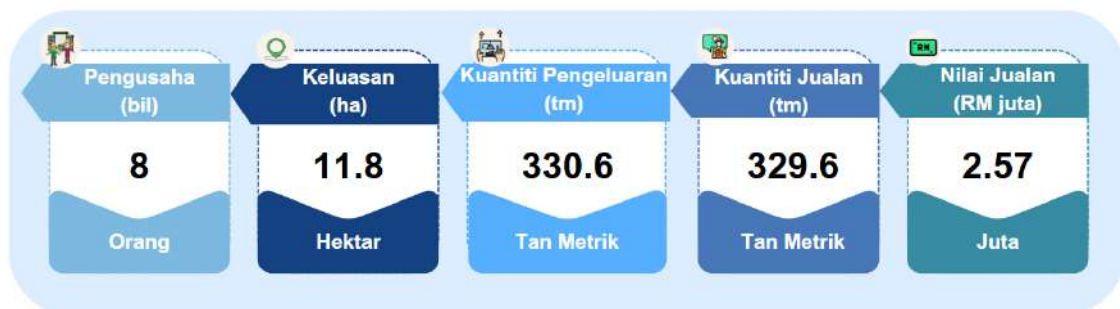 Pengusaha
(bil)
8
Orang
Keluasan
(ha)
11.8
Hektar
Kuantiti Pengeluaran
(tm)
330.6
Tan Metrik
Kuantiti Jualan
(tm)
329.6
Tan Metrik
RM
Nilai Jualan
(RM juta)
2.57
Juta